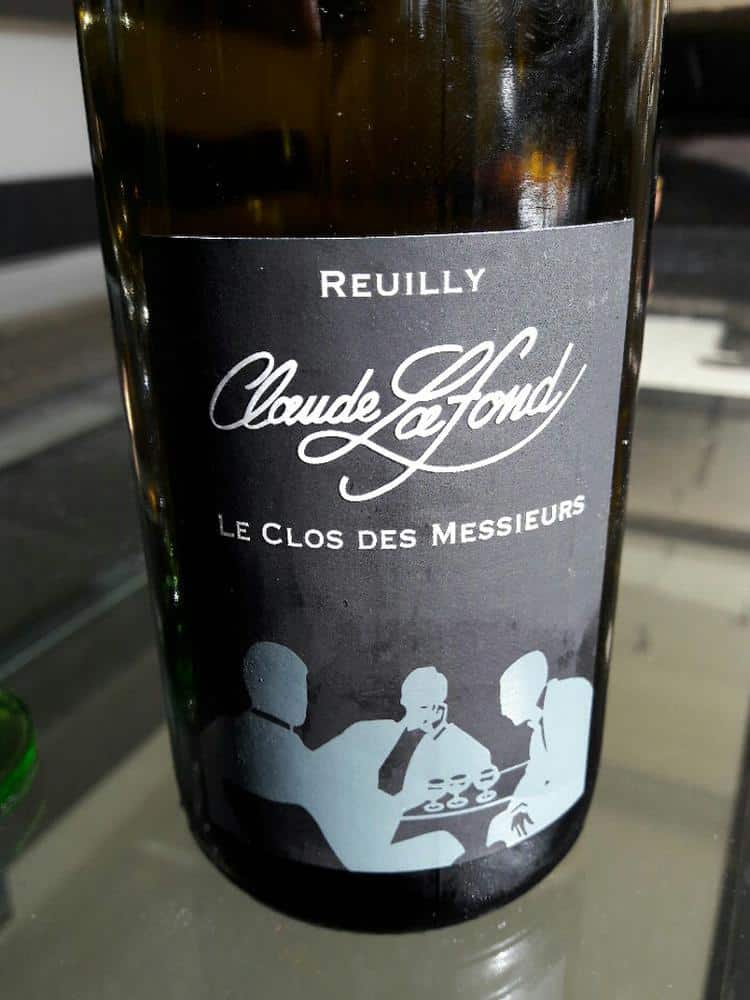 REUILLY
Claude Lafond
LE CLOS DES MESSIEURS